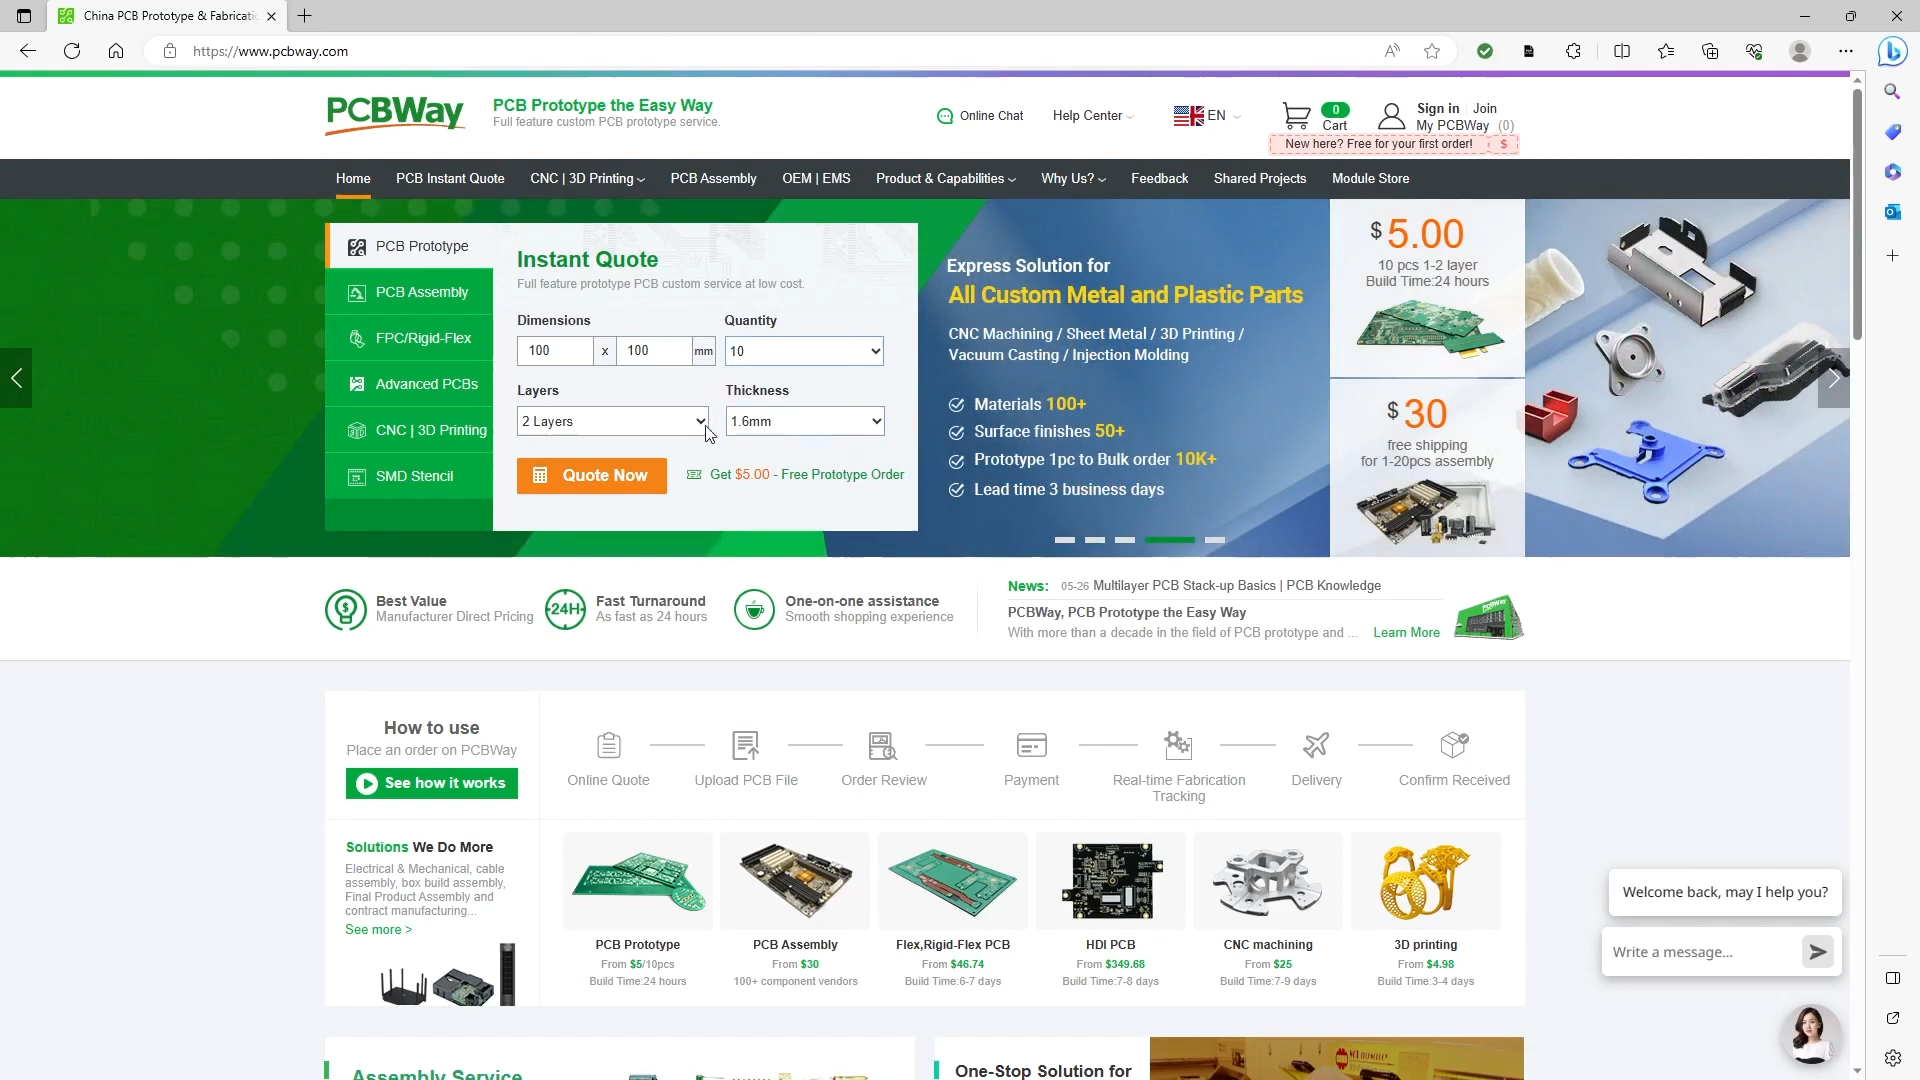 China PCB Prototype & Fabricatic
https://www.pcbway.com
PCBWay
PCB Prototype the Easy Way
Full feature custom PCB prototype service.
Online Chat
Help Center
EN
0
Cart
Sign in
Join
My PCBWay (0)
New here? Free for your first order!
$
Home
PCB Instant Quote
CNC | 3D Printing
PCB Assembly
OEM | EMS
Product & Capabilities
Why Us?
Feedback
Shared Projects
Module Store
PCB Prototype
PCB Assembly
FPC/Rigid-Flex
Advanced PCBs
CNC | 3D Printing
SMD Stencil
Instant Quote
Full feature prototype PCB custom service at low cost.
Dimensions
Quantity
100 x 100 mm
10
Layers
Thickness
2 Layers
1.6mm
Quote Now
Get $5.00 - Free Prototype Order
Express Solution for
All Custom Metal and Plastic Parts
CNC Machining / Sheet Metal / 3D Printing /
Vacuum Casting / Injection Molding
Materials 100+
Surface finishes 50+
Prototype 1pc to Bulk order 10K+
Lead time 3 business days
$ 5.00
10 pcs 1-2 layer
Build Time:24 hours
$ 30
free shipping
for 1-20pcs assembly
Best Value
Manufacturer Direct Pricing
24H
Fast Turnaround
As fast as 24 hours
One-on-one assistance
Smooth shopping experience
News: 05-26 Multilayer PCB Stack-up Basics | PCB Knowledge
PCBWay, PCB Prototype the Easy Way
With more than a decade in the field of PCB prototype and ... Learn More
How to use
Place an order on PCBWay
See how it works
Online Quote
Upload PCB File
Order Review
Payment
Real-time Fabrication
Tracking
Delivery
Confirm Received
Solutions We Do More
Electrical & Mechanical, cable
assembly, box build assembly,
Final Product Assembly and
contract manufacturing...
See more >
PCB Prototype
From $5/10pcs
Build Time:24 hours
PCB Assembly
From $30
100+ component vendors
Flex,Rigid-Flex PCB
From $46.74
Build Time:6-7 days
HDI PCB
From $349.68
Build Time:7-8 days
CNC machining
From $25
Build Time:7-9 days
3D printing
From $4.98
Build Time:3-4 days
Welcome back, may I help you?
Write a message...
Assembly Service
One-Stop Solution for